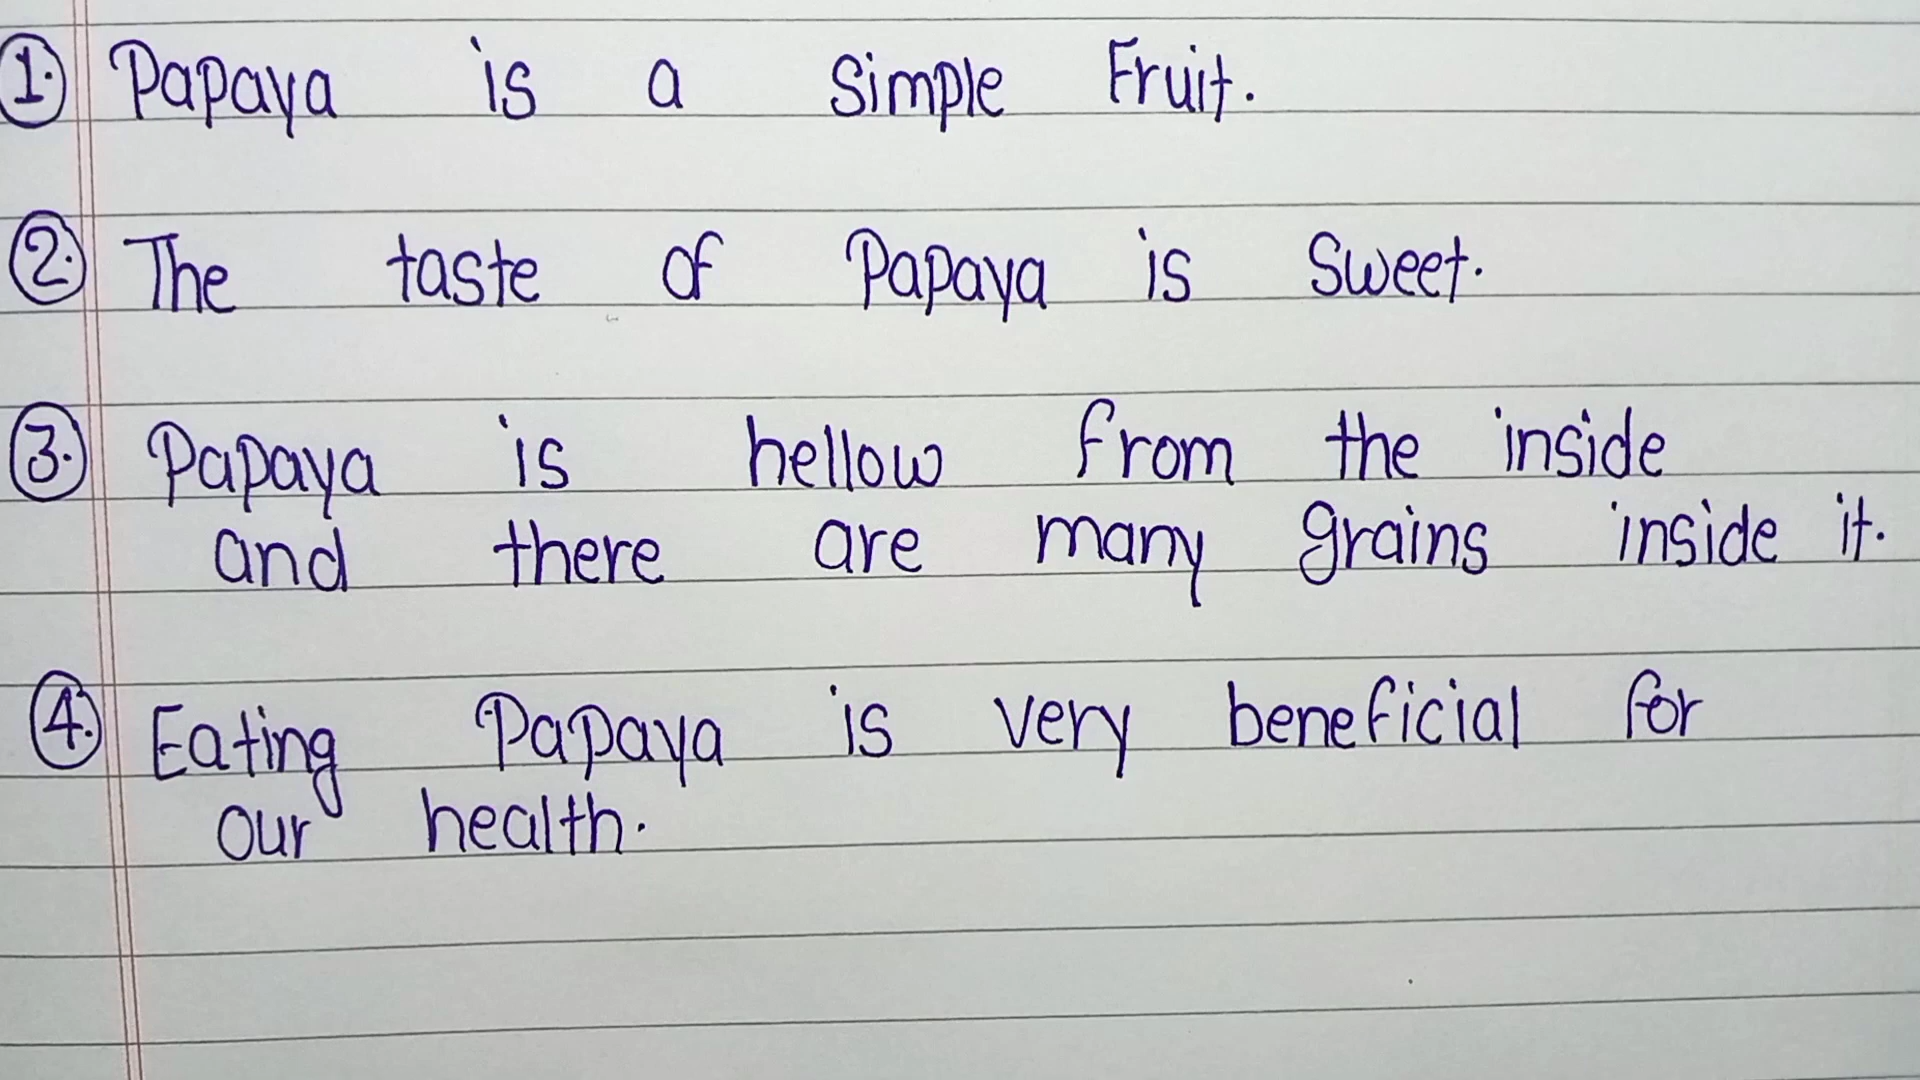 1. Papaya is a Simple Fruit.
2. The taste of Papaya is Sweet.
3. Papaya is hellow from the inside
and there are many grains inside it.
4. Eating Papaya is very beneficial for
our health.